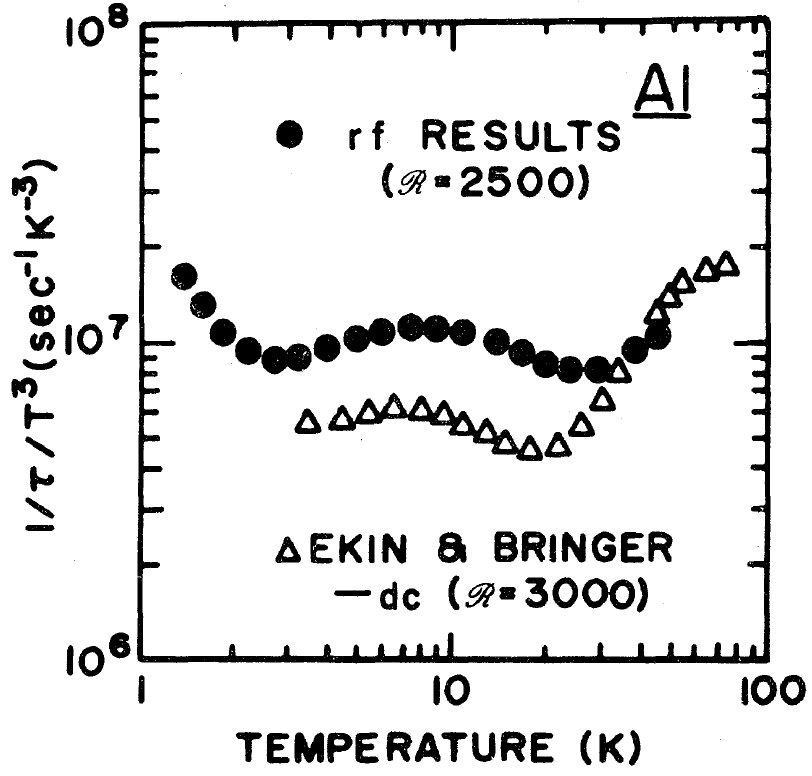 10⁸
Al
● rf RESULTS
(ℛ=2500)
1/τ/T³(sec⁻¹K⁻³)
10⁷
△ EKIN & BRINGER
—dc (ℛ=3000)
10⁶
1 10 100
TEMPERATURE (K)